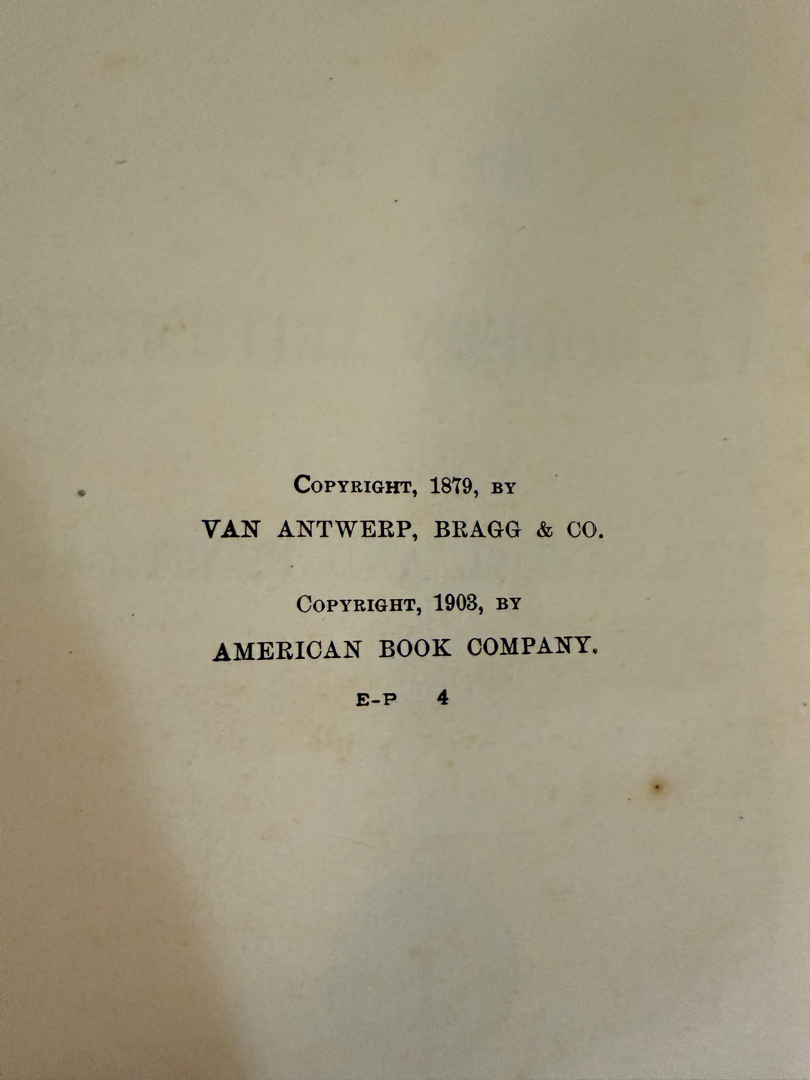 Copyright, 1879, by
VAN ANTWERP, BRAGG & CO.
Copyright, 1903, by
AMERICAN BOOK COMPANY.
E-P 4